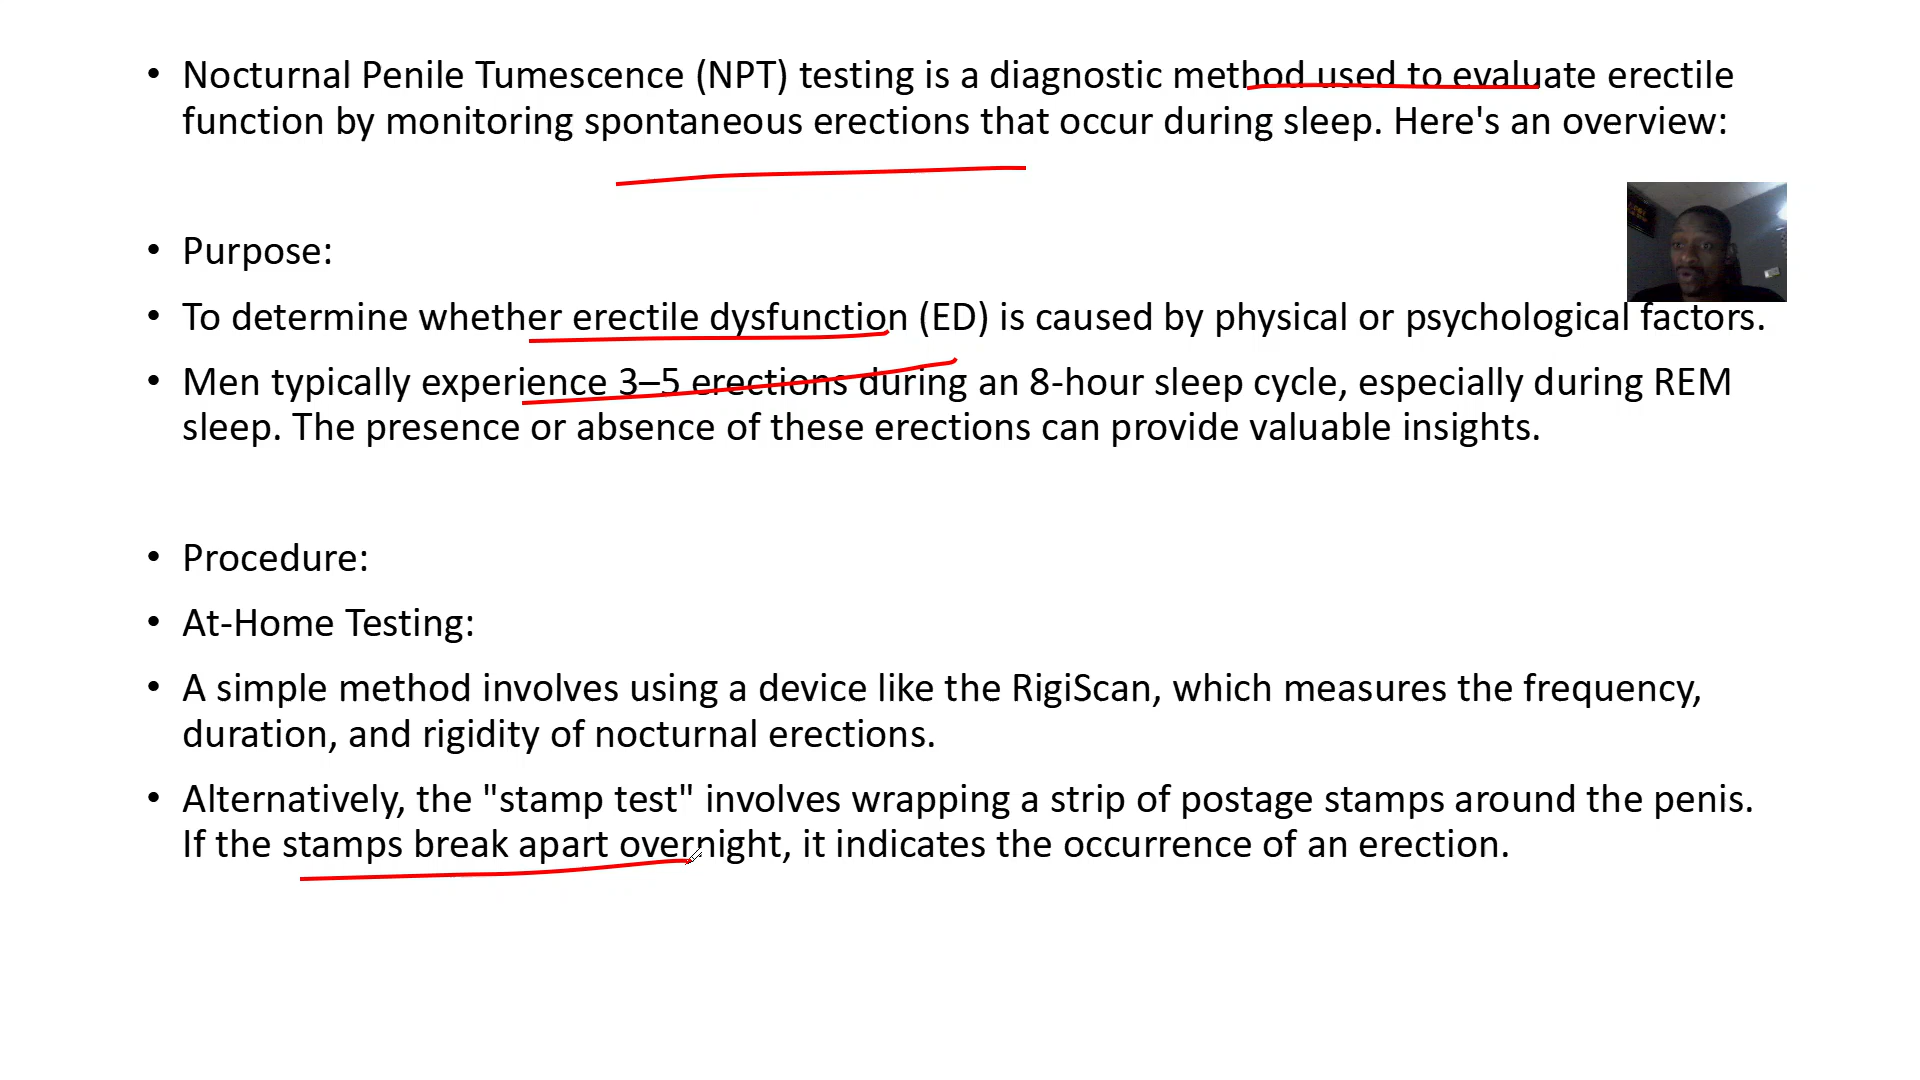 • Nocturnal Penile Tumescence (NPT) testing is a diagnostic method used to evaluate erectile
function by monitoring spontaneous erections that occur during sleep. Here's an overview:
• Purpose:
• To determine whether erectile dysfunction (ED) is caused by physical or psychological factors.
• Men typically experience 3–5 erections during an 8-hour sleep cycle, especially during REM
sleep. The presence or absence of these erections can provide valuable insights.
• Procedure:
• At-Home Testing:
• A simple method involves using a device like the RigiScan, which measures the frequency,
duration, and rigidity of nocturnal erections.
• Alternatively, the "stamp test" involves wrapping a strip of postage stamps around the penis.
If the stamps break apart overnight, it indicates the occurrence of an erection.